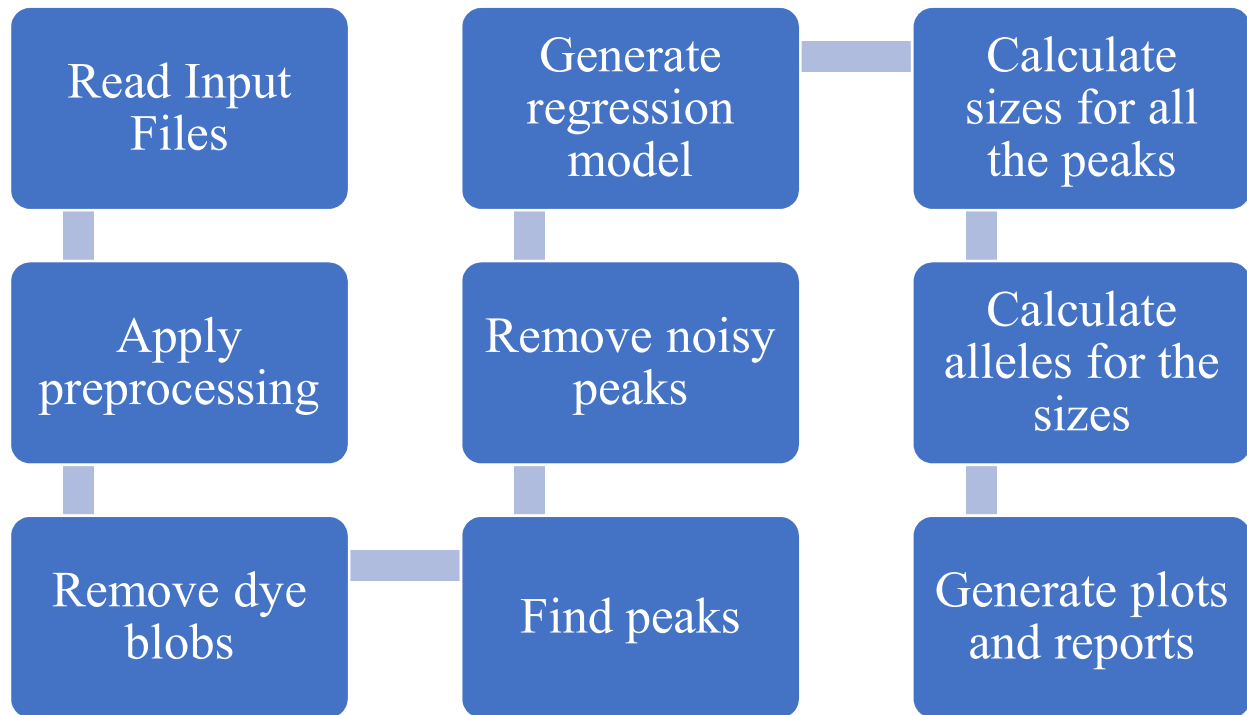 Read Input
Files
Apply
preprocessing
Remove dye
blobs
Find peaks
Remove noisy
peaks
Generate
regression
model
Calculate
sizes for all
the peaks
Calculate
alleles for the
sizes
Generate plots
and reports